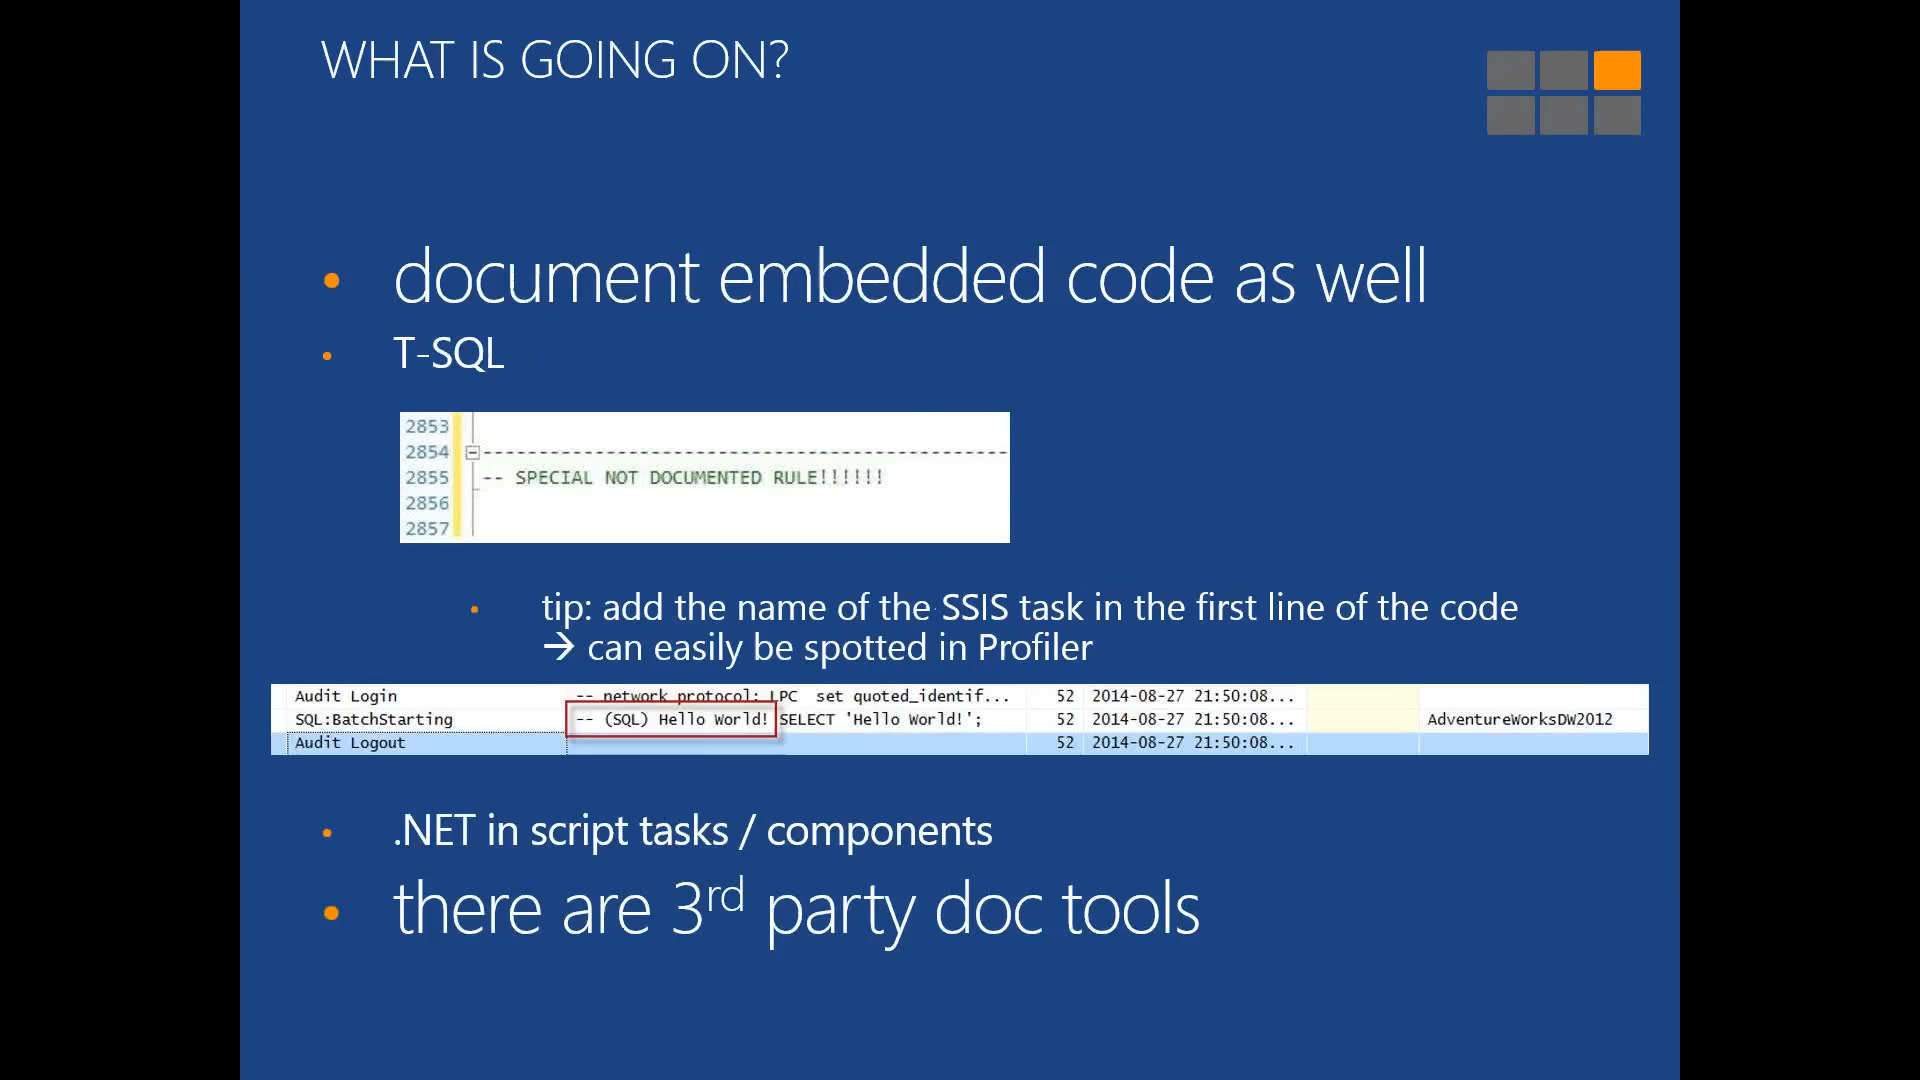 WHAT IS GOING ON?
• document embedded code as well
• T-SQL
2853
2854 ---------------------------------------------------
2855 -- SPECIAL NOT DOCUMENTED RULE!!!!!!
2856
2857
• tip: add the name of the SSIS task in the first line of the code
→ can easily be spotted in Profiler
Audit Login -- network protocol: LPC set quoted_identif... 52 2014-08-27 21:50:08...
SQL:BatchStarting -- (SQL) Hello World! SELECT 'Hello World!'; 52 2014-08-27 21:50:08... AdventureWorksDW2012
Audit Logout 52 2014-08-27 21:50:08...
• .NET in script tasks / components
• there are 3rd party doc tools